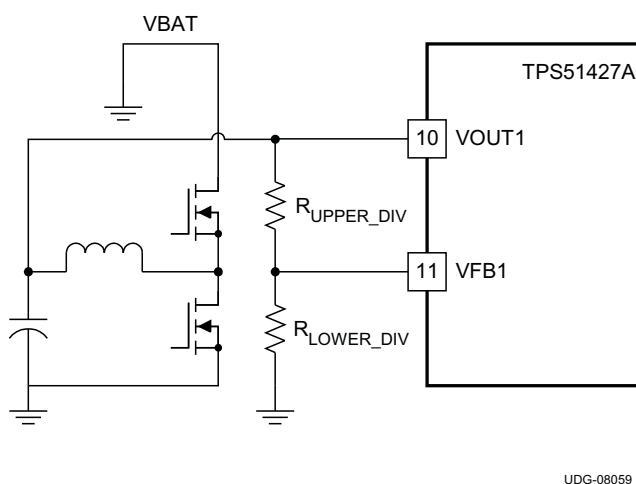 VBAT
TPS51427A
10 VOUT1
RUPPER_DIV
11 VFB1
RLOWER_DIV
UDG-08059